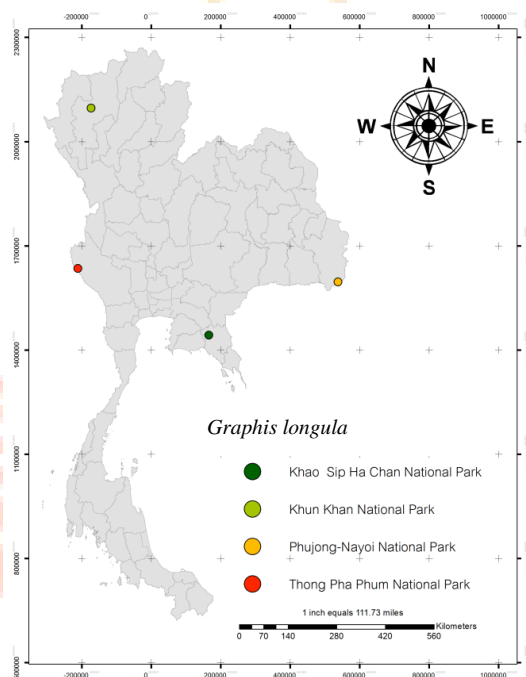 -200000 0 200000 400000 600000 800000 1000000
2300000
2000000
1700000
1400000
1100000
800000
N
W E
S
Graphis longula
Khao Sip Ha Chan National Park
Khun Khan National Park
Phujong-Nayoi National Park
Thong Pha Phum National Park
1 inch equals 111.73 miles
Kilometers
0 70 140 280 420 560
-200000 0 200000 400000 600000 800000 1000000